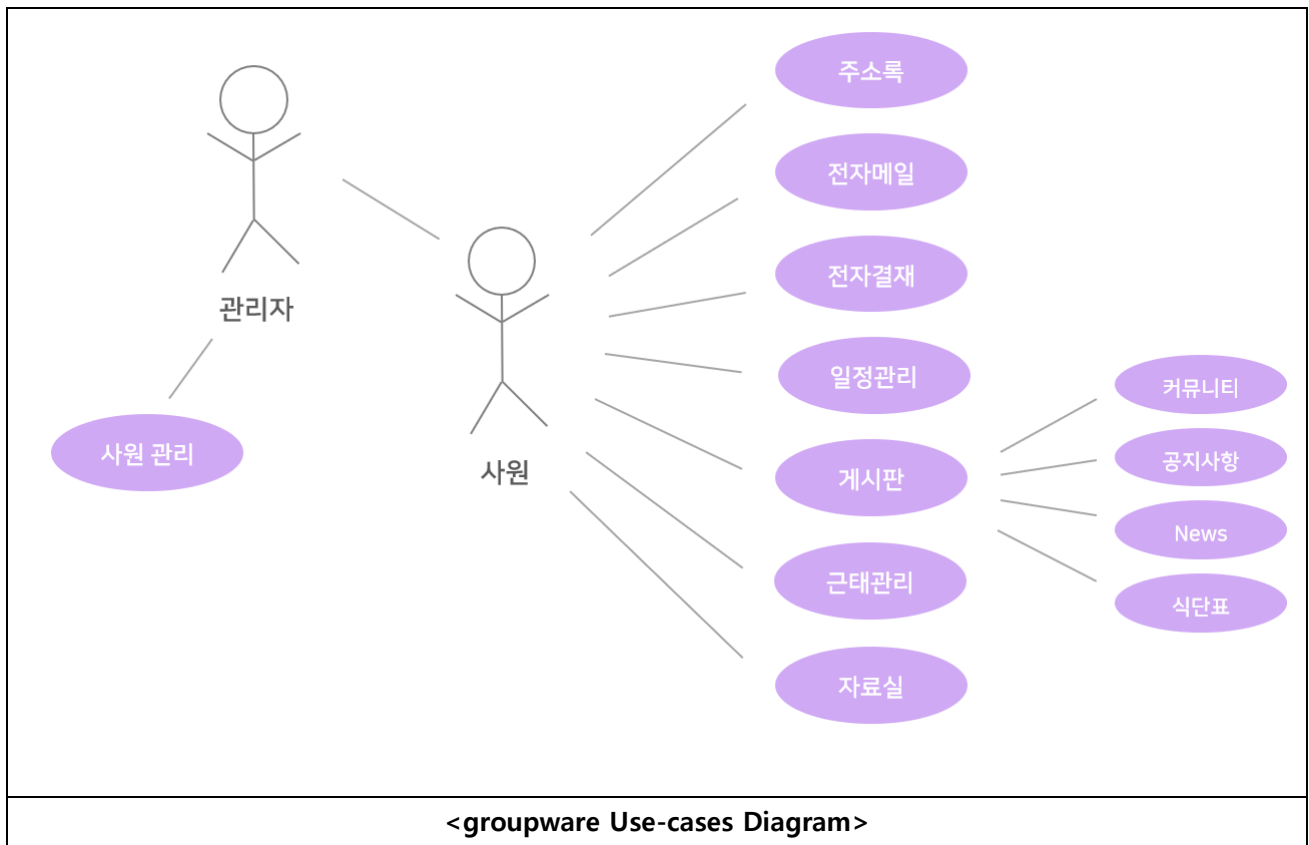 주소록
전자메일
전자결재
관리자
일정관리
커뮤니티
사원 관리
공지사항
사원
게시판
News
근태관리
식단표
자료실
<groupware Use-cases Diagram>